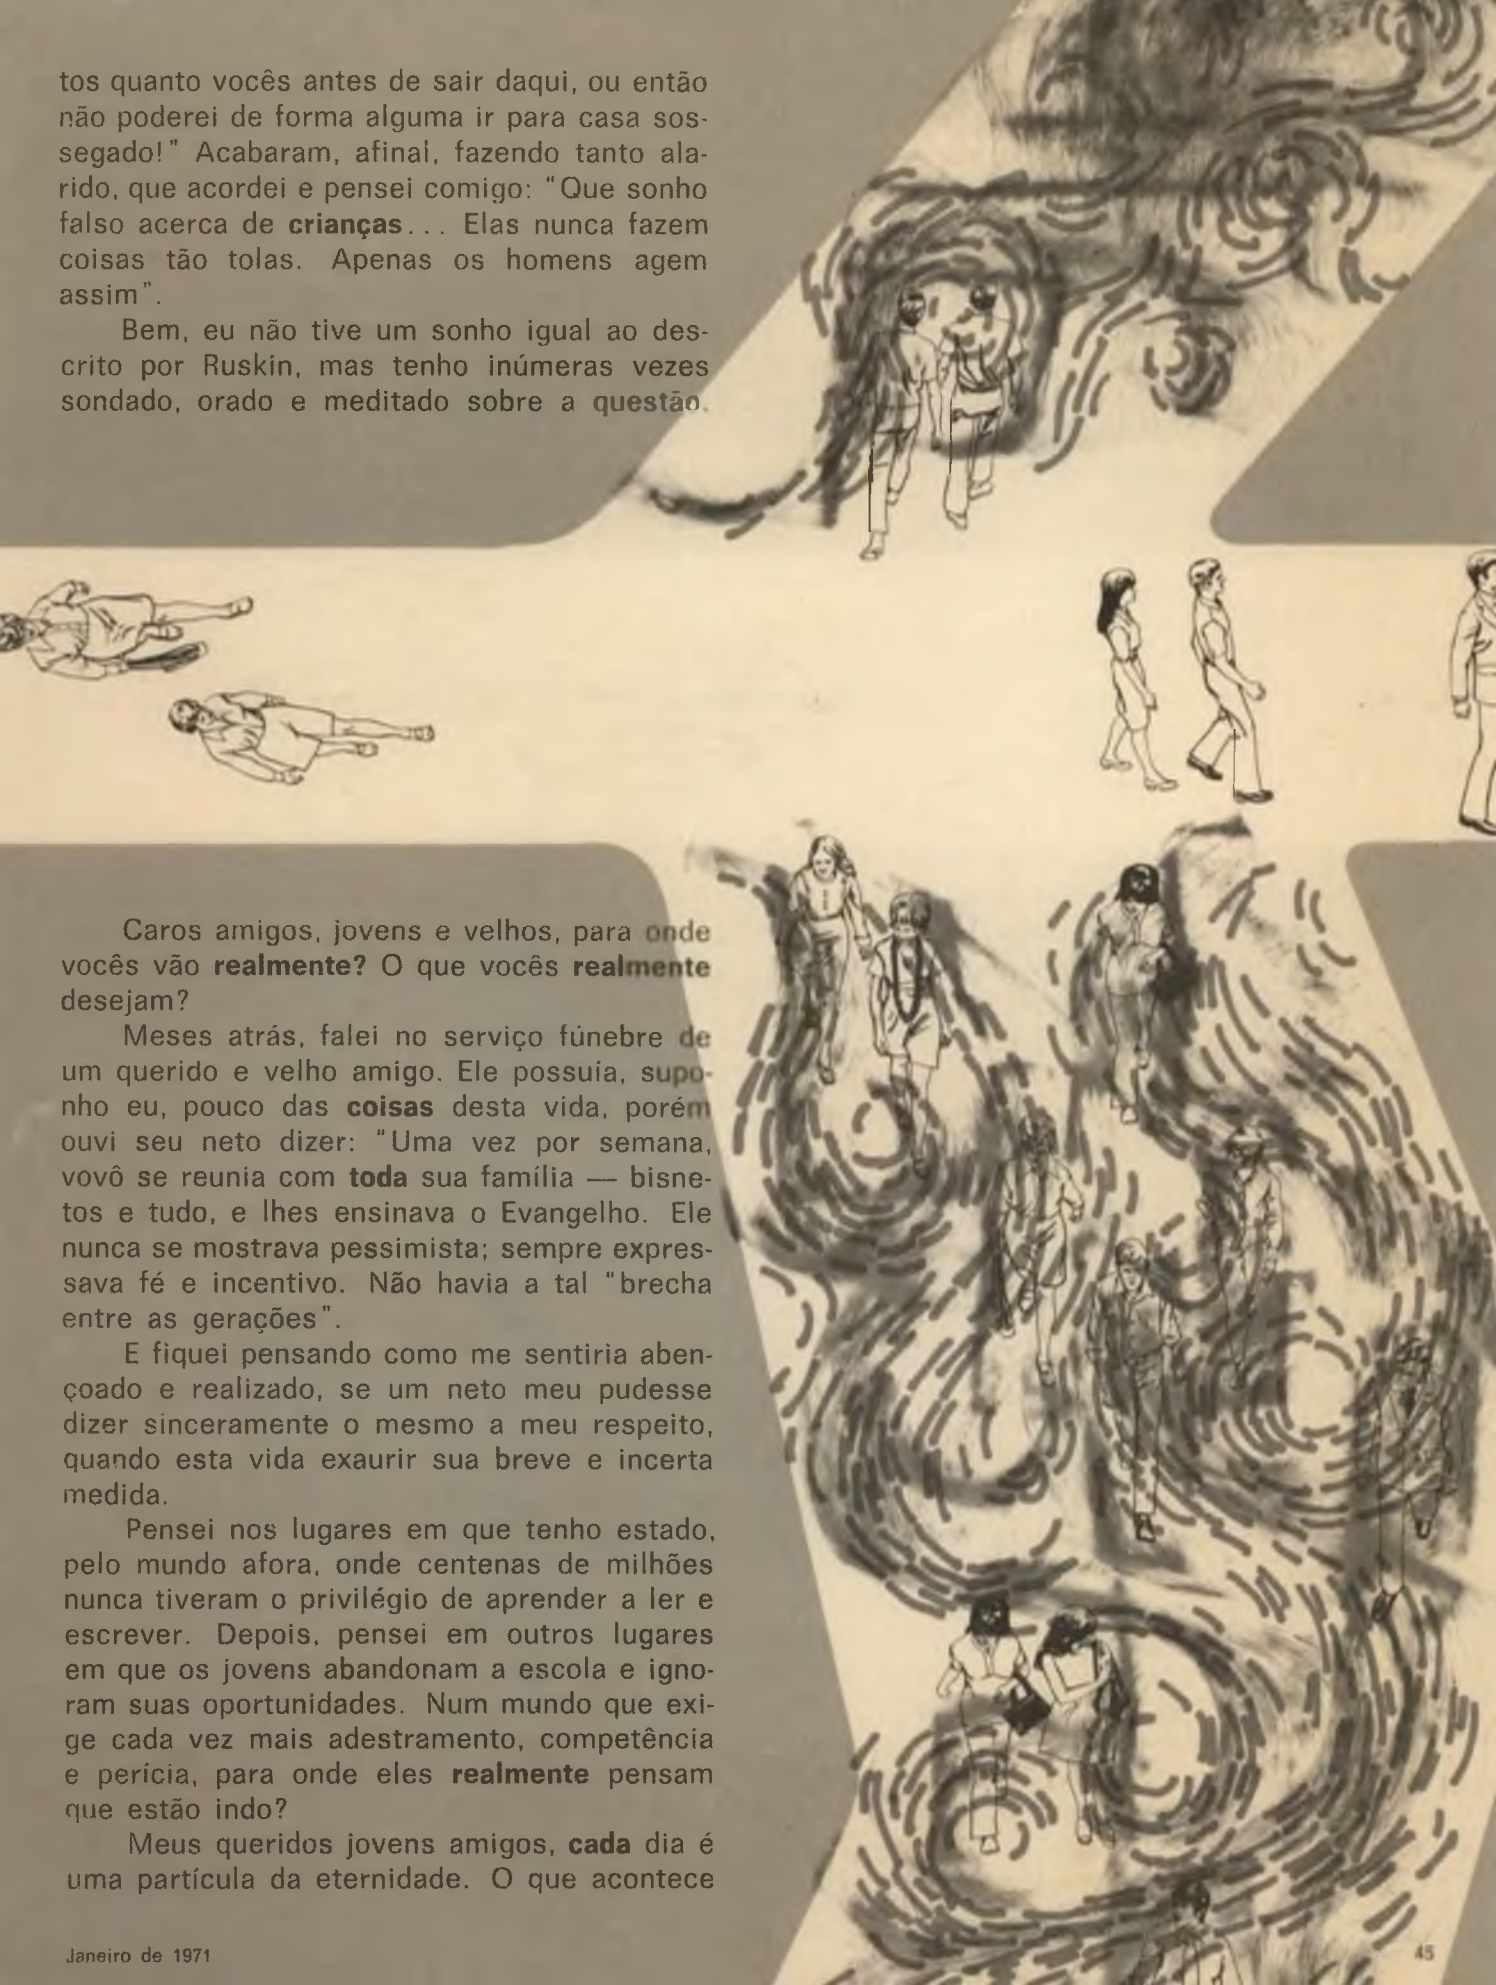 tos quanto vocês antes de sair daqui, ou então
não poderei de forma alguma ir para casa sos-
segado!" Acabaram, afinal, fazendo tanto ala-
rido, que acordei e pensei comigo: "Que sonho
falso acerca de crianças... Elas nunca fazem
coisas tão tolas. Apenas os homens agem
assim".
Bem, eu não tive um sonho igual ao des-
crito por Ruskin, mas tenho inúmeras vezes
sondado, orado e meditado sobre a questão.
Caros amigos, jovens e velhos, para onde
vocês vão realmente? O que vocês realmente
desejam?
Meses atrás, falei no serviço fúnebre de
um querido e velho amigo. Ele possuía, supo-
nho eu, pouco das coisas desta vida, porém
ouvi seu neto dizer: "Uma vez por semana,
vovô se reunia com toda sua família — bisne-
tos e tudo, e lhes ensinava o Evangelho. Ele
nunca se mostrava pessimista; sempre expres-
sava fé e incentivo. Não havia a tal "brecha
entre as gerações".
E fiquei pensando como me sentiria aben-
çoado e realizado, se um neto meu pudesse
dizer sinceramente o mesmo a meu respeito,
quando esta vida exaurir sua breve e incerta
medida.
Pensei nos lugares em que tenho estado,
pelo mundo afora, onde centenas de milhões
nunca tiveram o privilégio de aprender a ler e
escrever. Depois, pensei em outros lugares
em que os jovens abandonam a escola e igno-
ram suas oportunidades. Num mundo que exi-
ge cada vez mais adestramento, competência
e perícia, para onde eles realmente pensam
que estão indo?
Meus queridos jovens amigos, cada dia é
uma partícula da eternidade. O que acontece
Janeiro de 1971
45